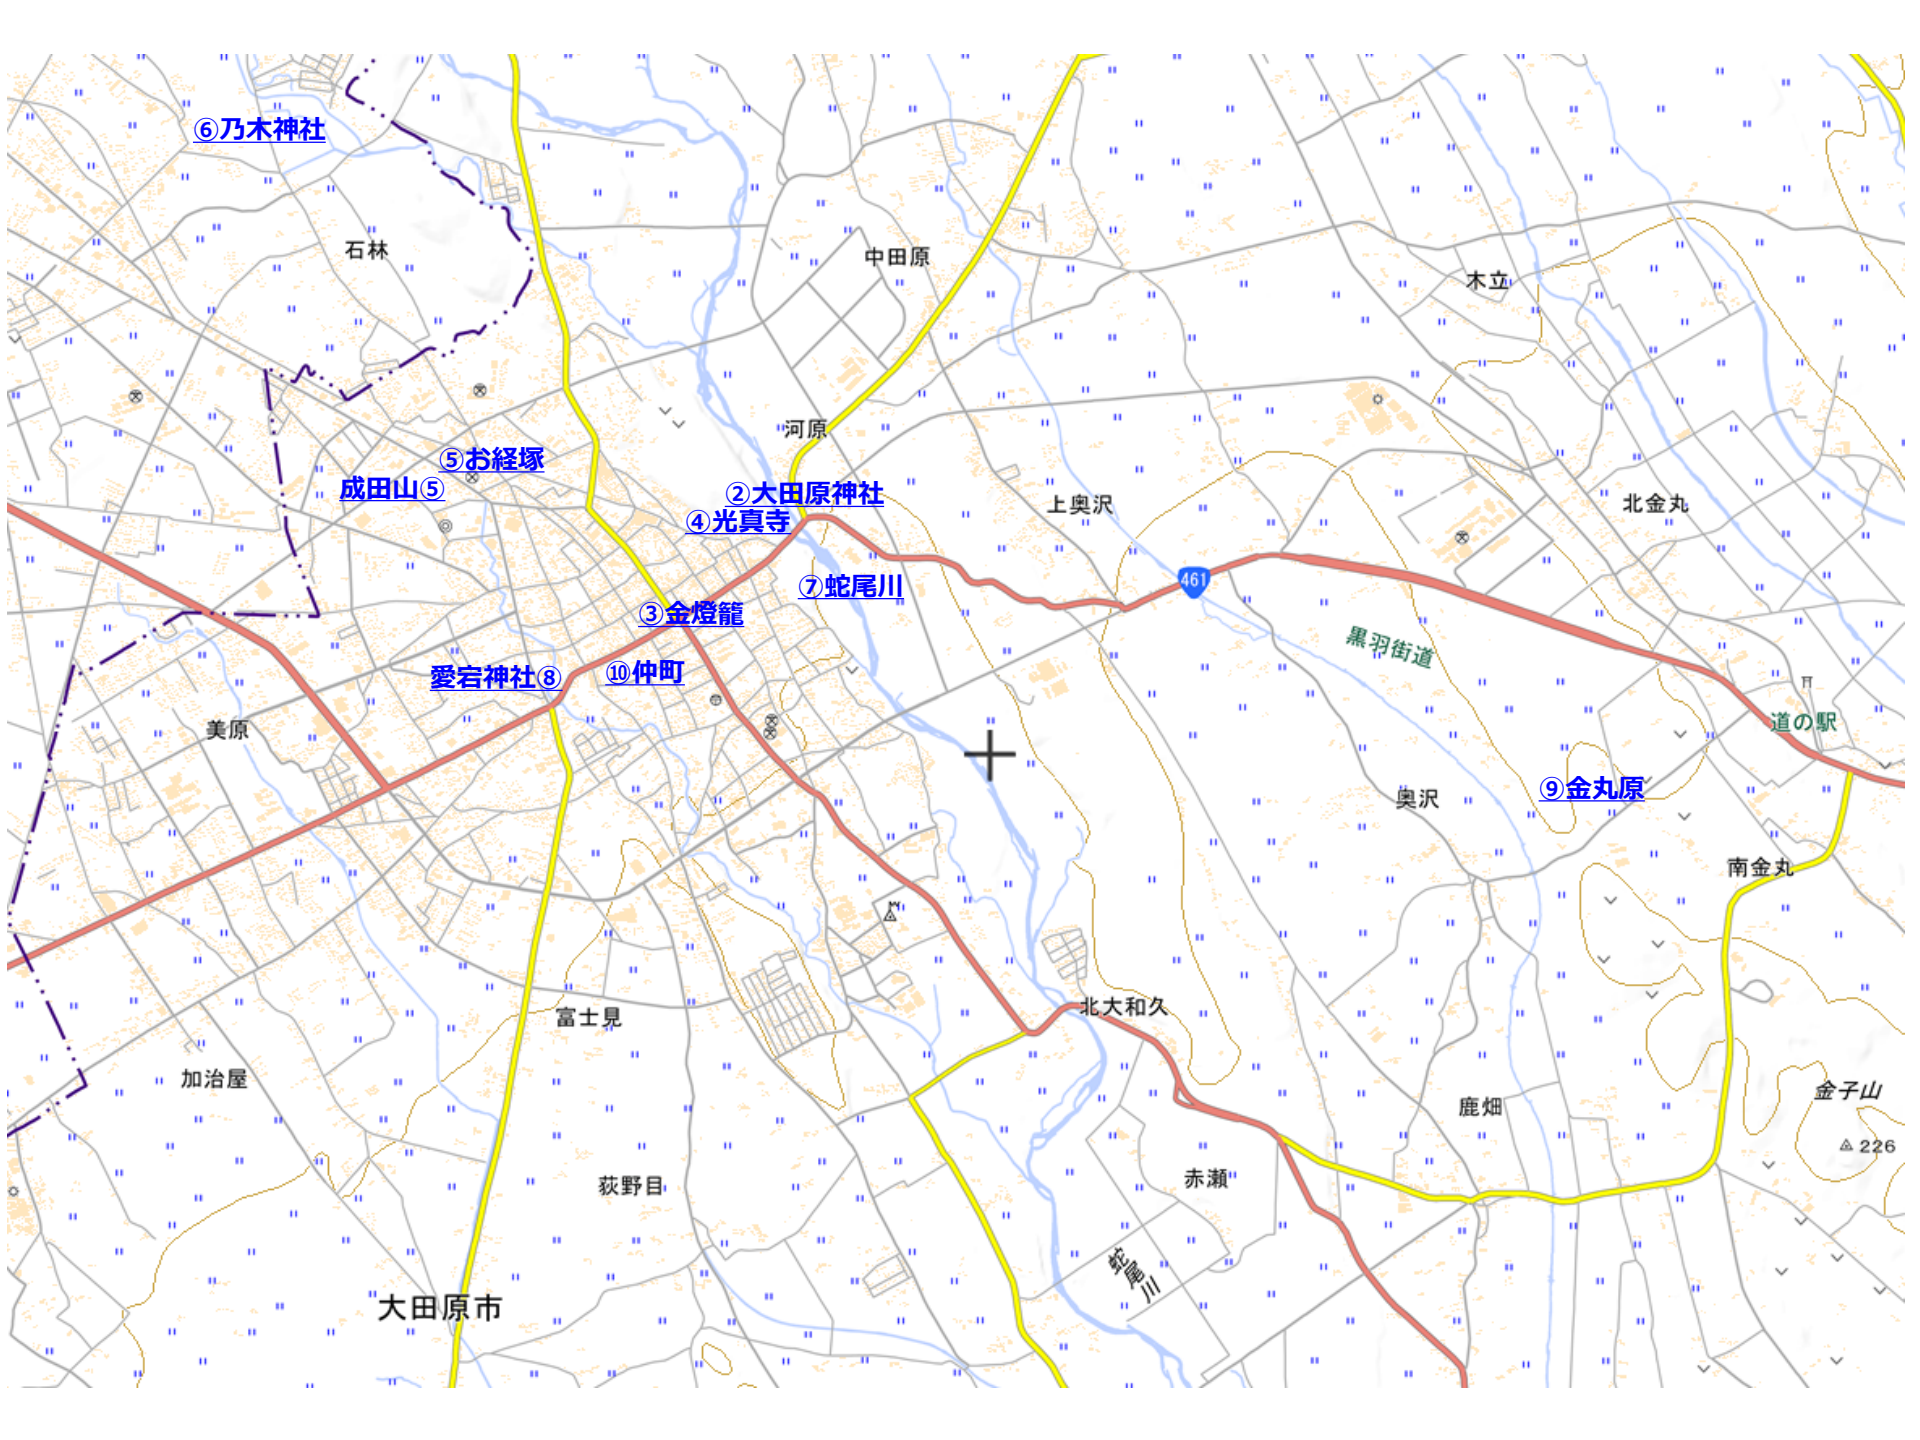 ⑥乃木神社
石林
中田原
木立
河原
⑤お経塚
成田山⑤
②大田原神社
④光真寺
上奥沢
北金丸
461
⑦蛇尾川
③金燈籠
黒羽街道
愛宕神社⑧
⑩仲町
美原
道の駅
⑨金丸原
奥沢
南金丸
北大和久
富士見
加治屋
金子山
鹿畑
226
赤瀬
荻野目
蛇尾川
大田原市